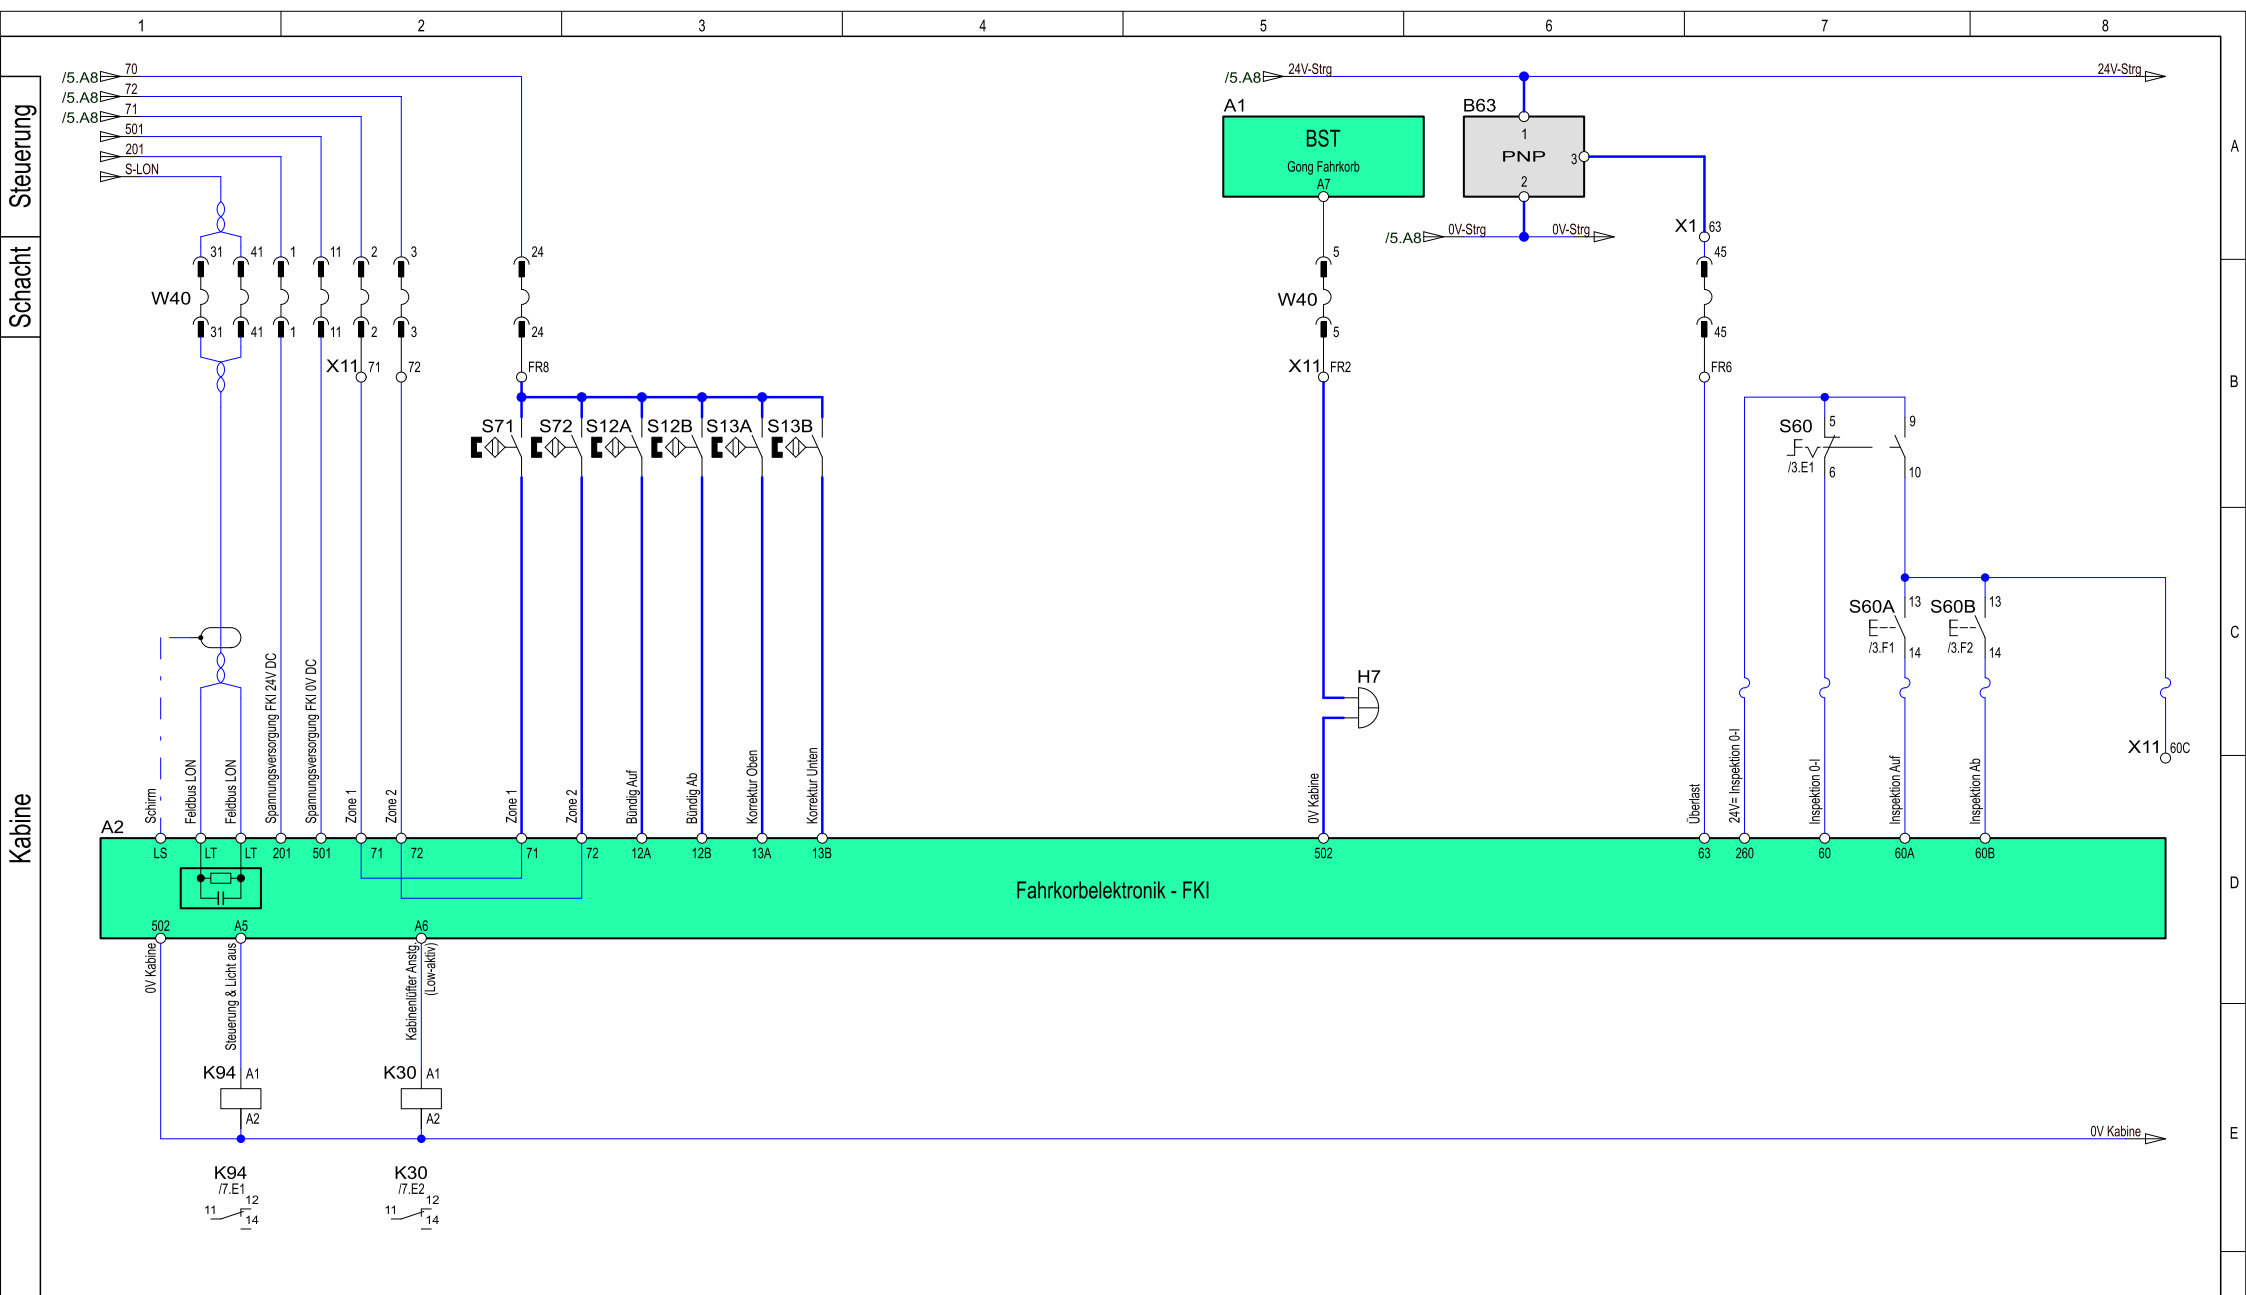 1 2 3 4 5 6 7 8
/5.A8 70
/5.A8 72
/5.A8 71
501
201
S-LON
/5.A8 24V-Strg 24V-Strg
A1
BST
Gong Fahrkorb
A7
B63
1
PNP
3
2
/5.A8 0V-Strg 0V-Strg
X1 63
A
Steuerung
Schacht
Kabine
31 41 1 11 2 3 24 5 45
W40 W40
31 41 1 11 2 3 24 5 45
X11 71 72 FR8 X11 FR2 FR6
B
S71 S72 S12A S12B S13A S13B
S60 5 9
/3.E1 6 10
S60A 13 S60B 13
/3.F1 14 /3.F2 14
C
H7
X11 60C
Schirm
Feldbus LON
Feldbus LON
Spannungsversorgung FKI 24V DC
Spannungsversorgung FKI 0V DC
Zone 1
Zone 2
Zone 1
Zone 2
Bündig Auf
Bündig Ab
Korrektur Oben
Korrektur Unten
0V Kabine
Überlast
24V= Inspektion 0-I
Inspektion 0-I
Inspektion Auf
Inspektion Ab
A2
LS LT LT 201 501 71 72 71 72 12A 12B 13A 13B 502 63 260 60 60A 60B
Fahrkorbelektronik - FKI
D
502 A5 A6
0V Kabine
Steuerung & Licht aus
Kabinenlüfter Anstg.
(Low-aktiv)
K94 A1 K30 A1
A2 A2
0V Kabine
E
K94 K30
/7.E1 /7.E2
12 12
11 11
14 14